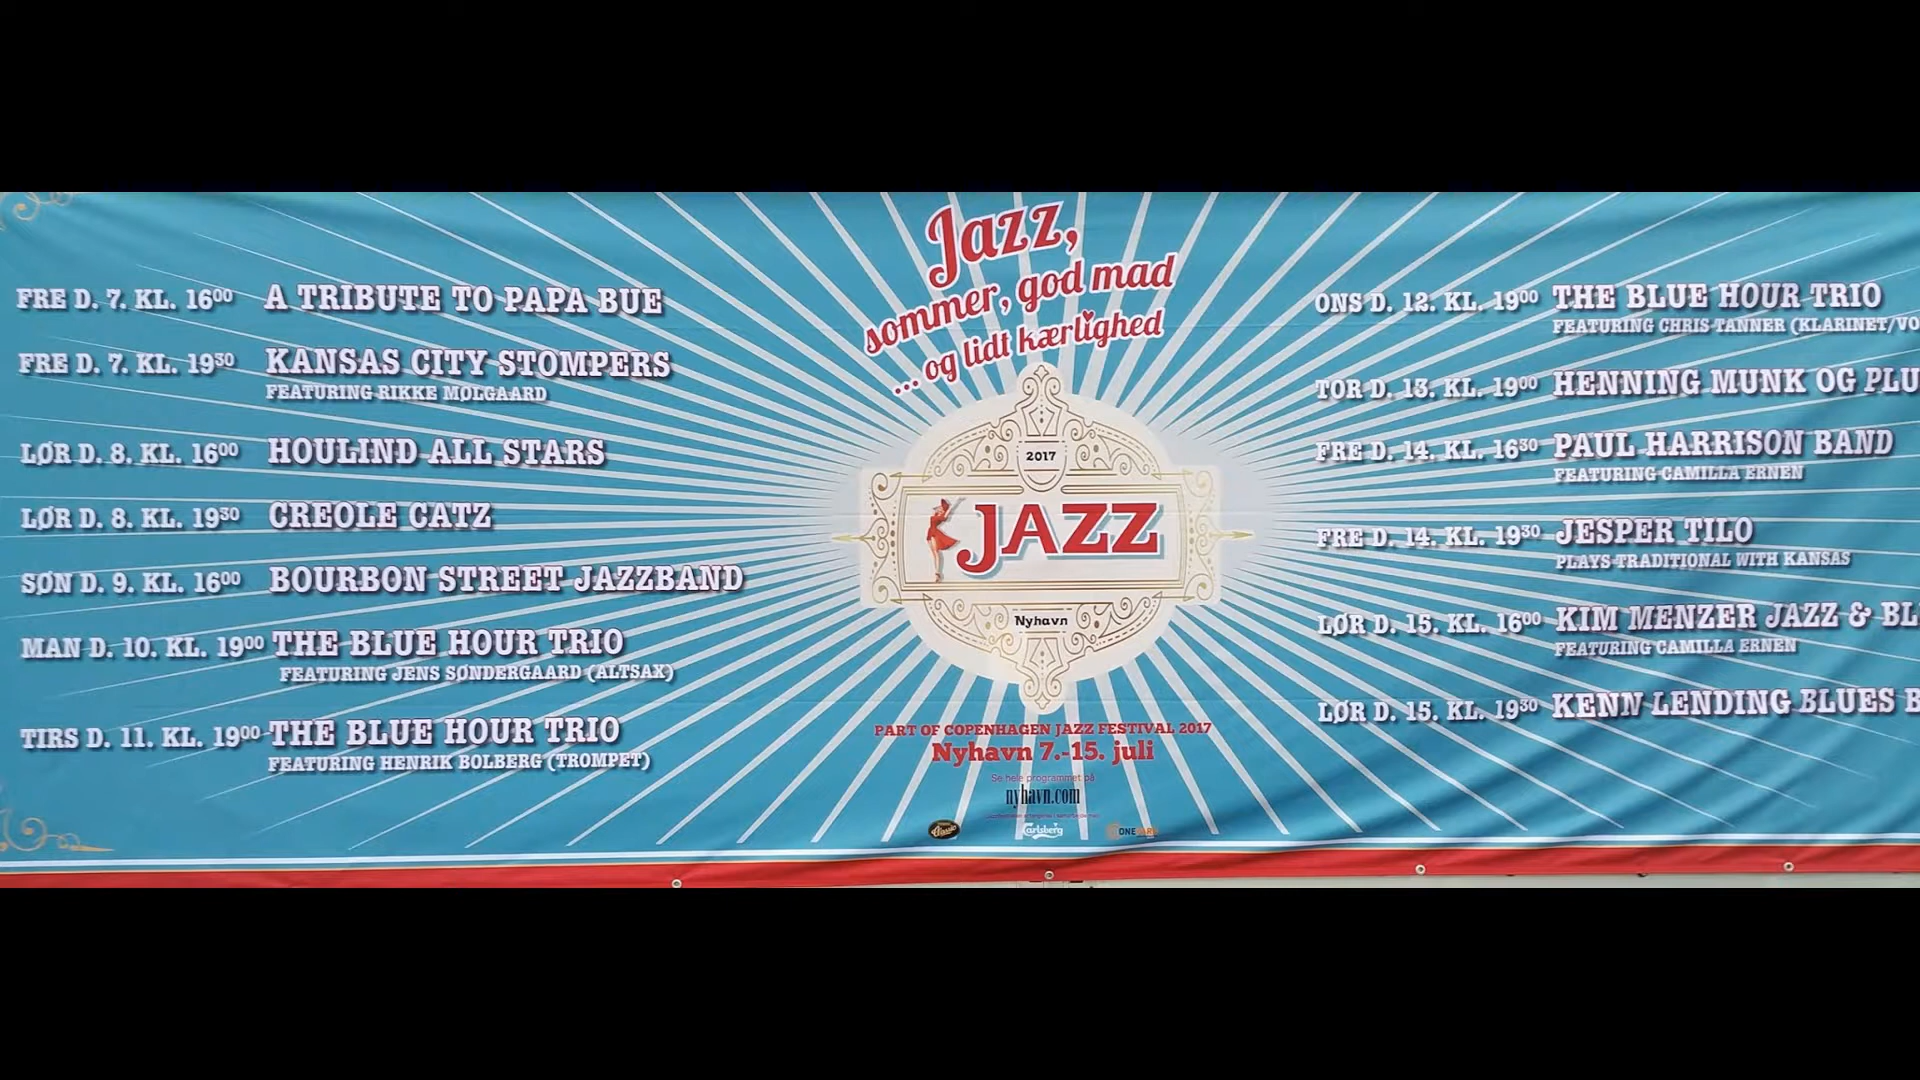 FRE D. 7. KL. 1600 A TRIBUTE TO PAPA BUE
FRE D. 7. KL. 1930 KANSAS CITY STOMPERS
FEATURING RIKKE MØLGAARD
LØR D. 8. KL. 1600 HOULIND ALL STARS
LØR D. 8. KL. 1930 CREOLE CATZ
SØN D. 9. KL. 1600 BOURBON STREET JAZZBAND
MAN D. 10. KL. 1900 THE BLUE HOUR TRIO
FEATURING JENS SØNDERGAARD (ALTSAX)
TIRS D. 11. KL. 1900 THE BLUE HOUR TRIO
FEATURING HENRIK BOLBERG (TROMPET)
Jazz,
sommer, god mad
... og lidt kærlighed
2017
JAZZ
Nyhavn
PART OF COPENHAGEN JAZZ FESTIVAL 2017
Nyhavn 7.-15. juli
Se hele programmet på
nyhavn.com
Classic
Carlsberg
ONS D. 12. KL. 1900 THE BLUE HOUR TRIO
FEATURING CHRIS TANNER (KLARINET/VO
TOR D. 13. KL. 1900 HENNING MUNK OG PLU
FRE D. 14. KL. 1630 PAUL HARRISON BAND
FEATURING CAMILLA ERNEN
FRE D. 14. KL. 1930 JESPER TILO
PLAYS TRADITIONAL WITH KANSAS
LØR D. 15. KL. 1600 KIM MENZER JAZZ & BL
FEATURING CAMILLA ERNEN
LØR D. 15. KL. 1930 KENN LENDING BLUES B